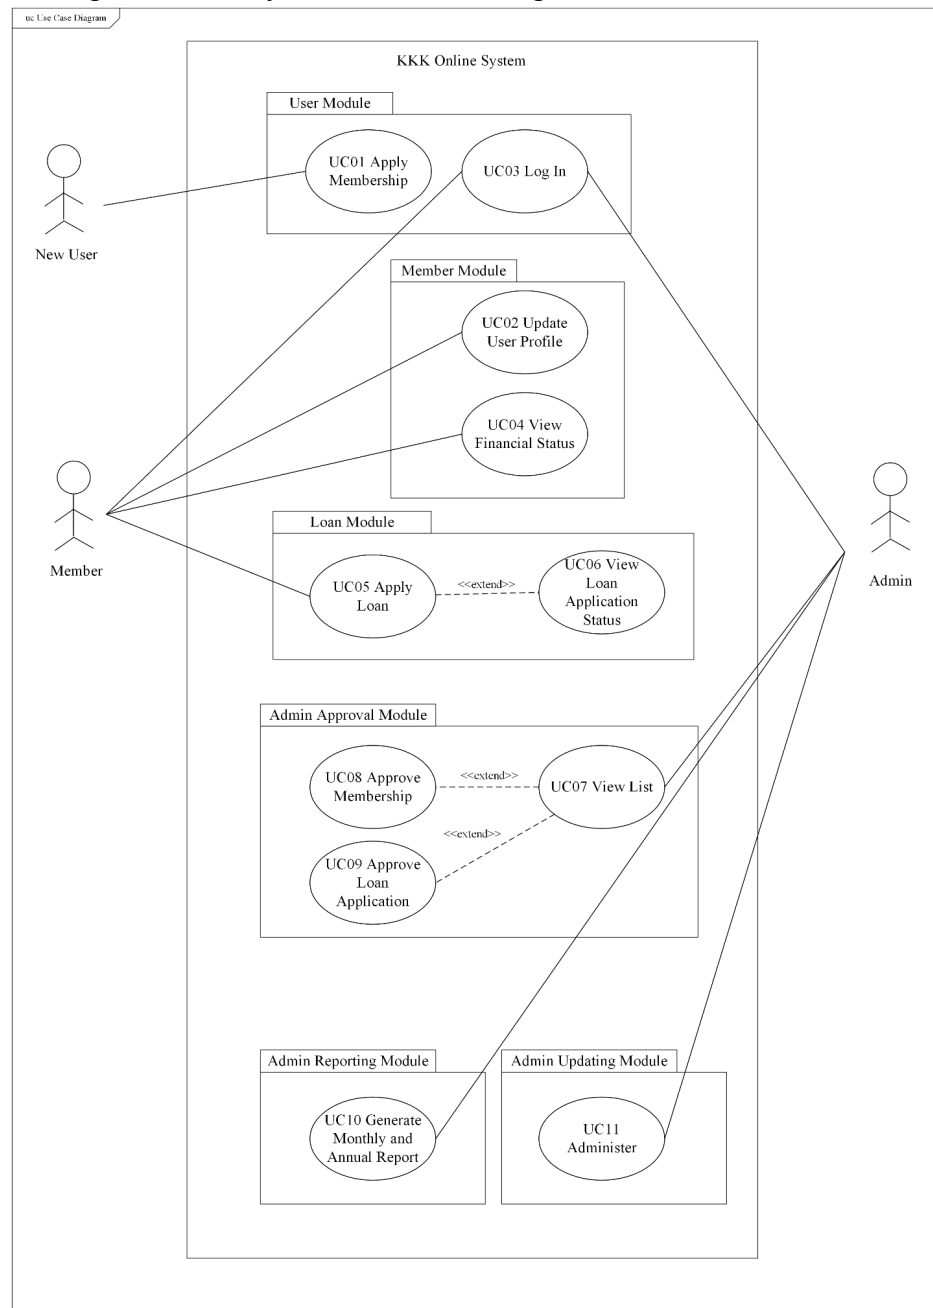 uc Use Case Diagram
KKK Online System
User Module
UC01 Apply
Membership
UC03 Log In
New User
Member Module
UC02 Update
User Profile
UC04 View
Financial Status
Member
Admin
Loan Module
UC05 Apply
Loan
<<extend>>
UC06 View
Loan
Application
Status
Admin Approval Module
UC08 Approve
Membership
<<extend>>
UC07 View List
<<extend>>
UC09 Approve
Loan
Application
Admin Reporting Module
UC10 Generate
Monthly and
Annual Report
Admin Updating Module
UC11
Administer